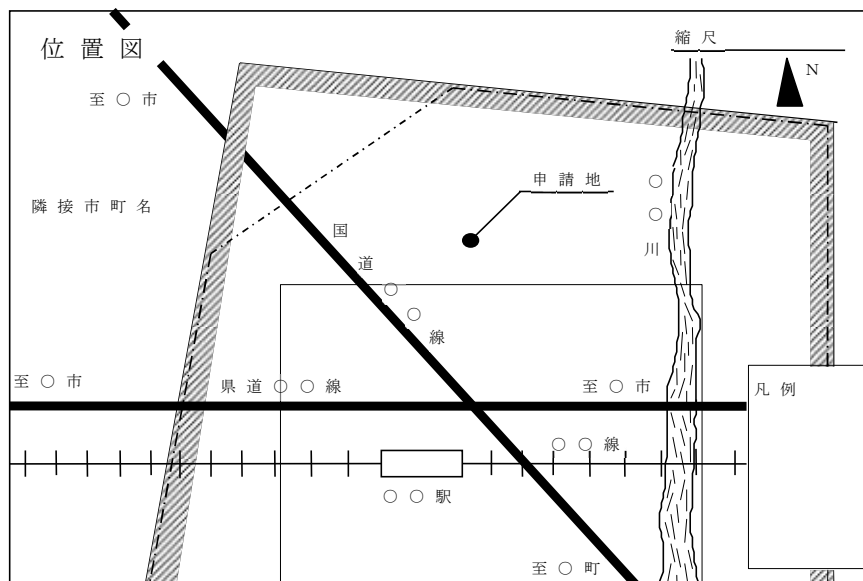 位置図
縮尺
N
至○市
申請地
隣接市町名
○○川
国道○○線
至○市
県道○○線
至○市
凡例
○○線
○○駅
至○町